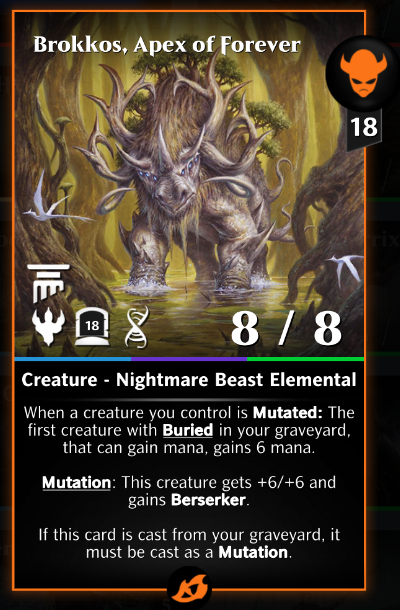 Brokkos, Apex of Forever
18
18
8 / 8
Creature - Nightmare Beast Elemental
When a creature you control is Mutated: The
first creature with Buried in your graveyard,
that can gain mana, gains 6 mana.
Mutation: This creature gets +6/+6 and
gains Berserker.
If this card is cast from your graveyard, it
must be cast as a Mutation.